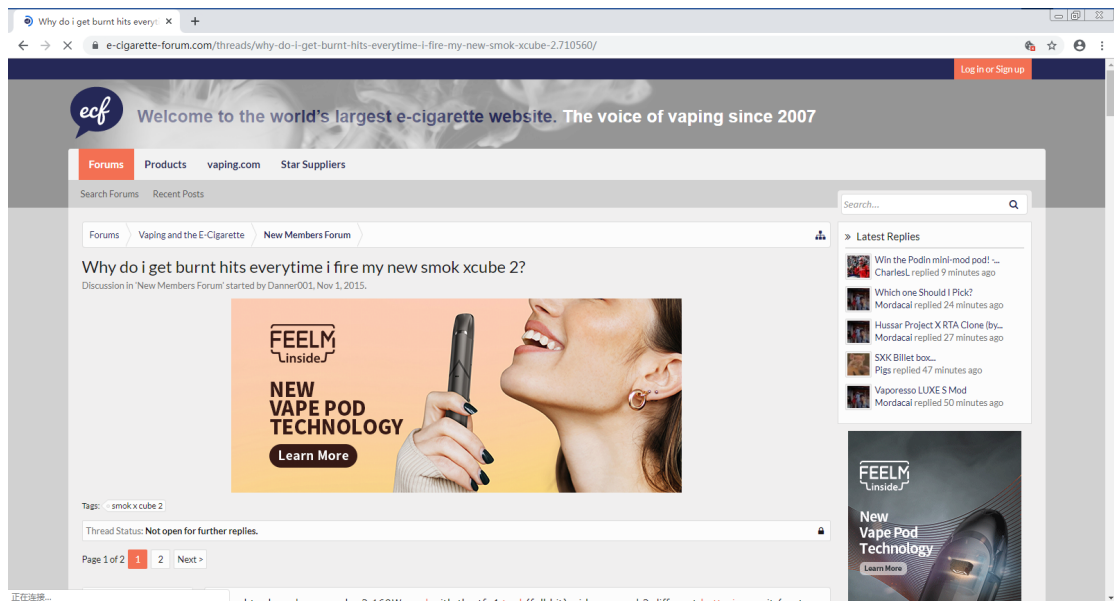 Why do i get burnt hits everyt
e-cigarette-forum.com/threads/why-do-i-get-burnt-hits-everytime-i-fire-my-new-smok-xcube-2.710560/
Log in or Sign up
ecf
Welcome to the world's largest e-cigarette website. The voice of vaping since 2007
Forums Products vaping.com Star Suppliers
Search Forums Recent Posts
Search...
Forums Vaping and the E-Cigarette New Members Forum
Why do i get burnt hits everytime i fire my new smok xcube 2?
Discussion in 'New Members Forum' started by Danner001, Nov 1, 2015.
FEELM
inside
NEW
VAPE POD
TECHNOLOGY
Learn More
Tags: smok x cube 2
Thread Status: Not open for further replies.
Page 1 of 2 1 2 Next >
» Latest Replies
Win the Podin mini-mod pod! -...
CharlesL replied 9 minutes ago
Which one Should I Pick?
Mordacai replied 24 minutes ago
Hussar Project X RTA Clone (by...
Mordacai replied 27 minutes ago
SXK Billet box...
Pigs replied 47 minutes ago
Vaporesso LUXE S Mod
Mordacai replied 50 minutes ago
FEELM
inside
New
Vape Pod
Technology
Learn More
正在连接...